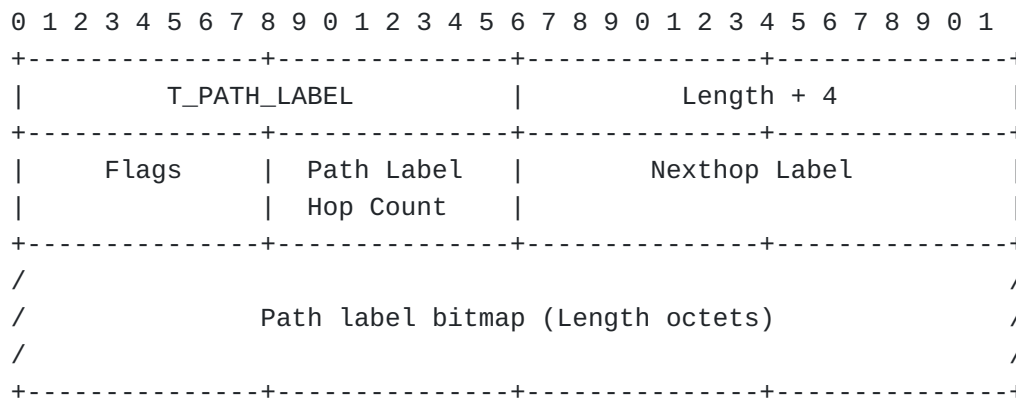 0 1 2 3 4 5 6 7 8 9 0 1 2 3 4 5 6 7 8 9 0 1 2 3 4 5 6 7 8 9 0 1
+---------------+---------------+---------------+---------------+
|          T_PATH_LABEL         |          Length + 4           |
+---------------+---------------+---------------+---------------+
|     Flags     |  Path Label   |        Nexthop Label          |
|               |  Hop Count    |                               |
+---------------+---------------+---------------+---------------+
/                                                               /
/               Path label bitmap (Length octets)               /
/                                                               /
+---------------+---------------+---------------+---------------+